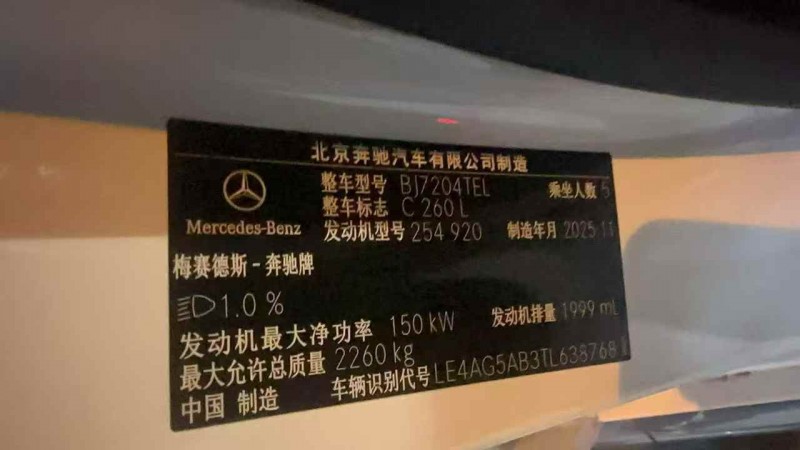 北京奔驰汽车有限公司制造
整车型号 BJ7204TEL 乘坐人数 5
整车标志 C 260 L
Mercedes-Benz 发动机型号 254 920 制造年月 2025.11
梅赛德斯-奔驰牌
1.0 %
发动机最大净功率 150 kW 发动机排量 1999 mL
最大允许总质量 2260 kg
中国 制造 车辆识别代号 LE4AG5AB3TL638768